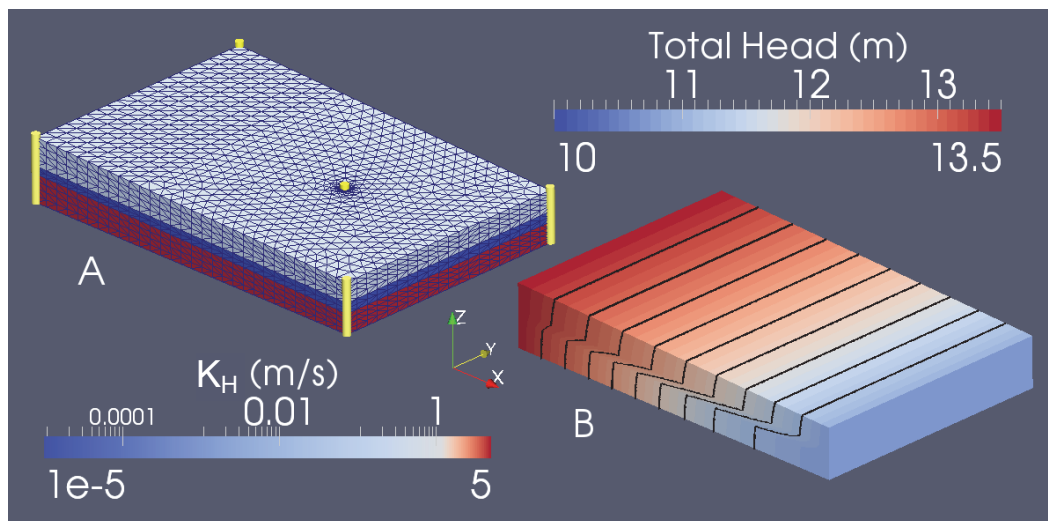 Total Head (m)
11 12 13
10 13.5
A
Z
Y
X
K_H (m/s)
0.0001 0.01 1
1e-5 5
B